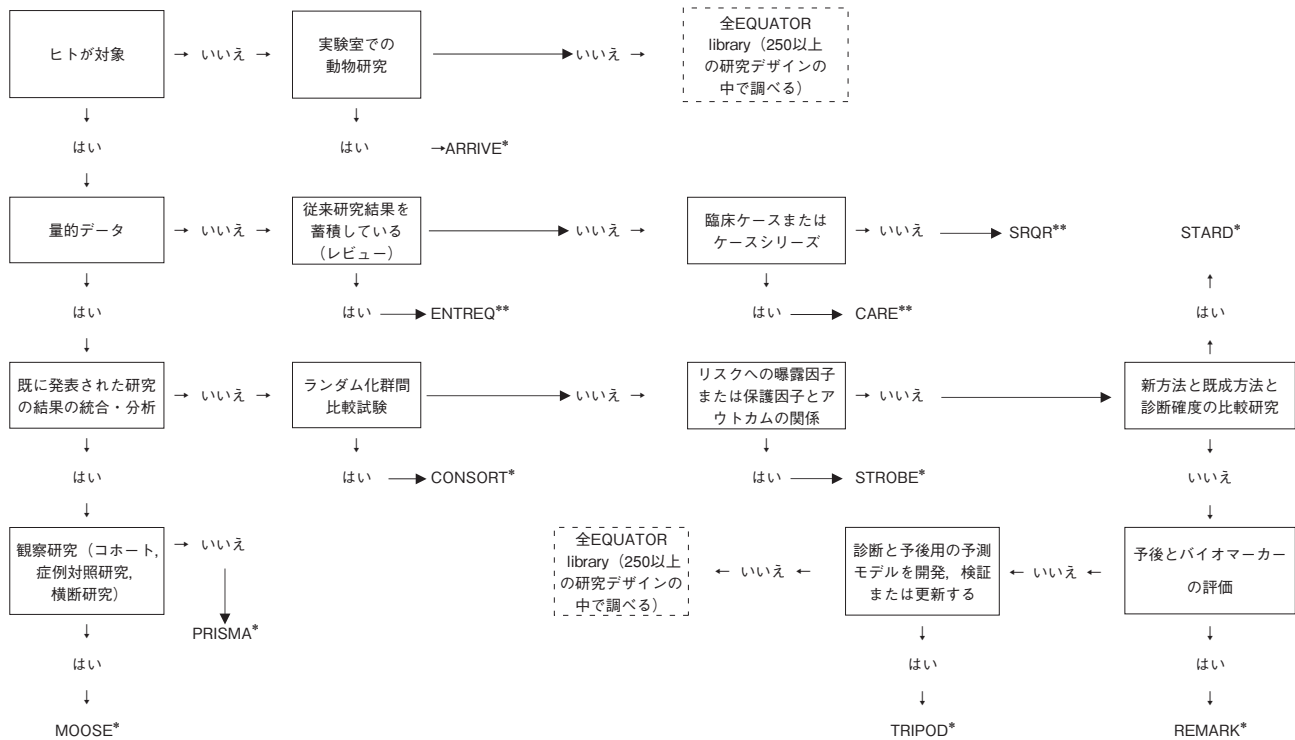 ヒトが対象
→ いいえ →
実験室での
動物研究
→ いいえ →
全EQUATOR
library（250以上
の研究デザインの
中で調べる）
↓
↓
はい
はい
→ARRIVE*
↓
量的データ
→ いいえ →
従来研究結果を
蓄積している
（レビュー）
→ いいえ →
臨床ケースまたは
ケースシリーズ
→ いいえ → SRQR**
STARD*
↓
↓
↓
↑
はい
はい → ENTREQ**
はい → CARE**
はい
↓
↑
既に発表された研究
の結果の統合・分析
→ いいえ →
ランダム化群間
比較試験
→ いいえ →
リスクへの曝露因子
または保護因子とア
ウトカムの関係
→ いいえ →
新方法と既成方法と
診断確度の比較研究
↓
↓
↓
↓
はい
はい → CONSORT*
はい → STROBE*
いいえ
↓
↓
観察研究（コホート，
症例対照研究，
横断研究）
→ いいえ
↓
PRISMA*
全EQUATOR
library（250以上
の研究デザインの
中で調べる）
← いいえ ←
診断と予後用の予測
モデルを開発，検証
または更新する
← いいえ ←
予後とバイオマーカー
の評価
↓
↓
↓
はい
はい
はい
↓
↓
↓
MOOSE*
TRIPOD*
REMARK*